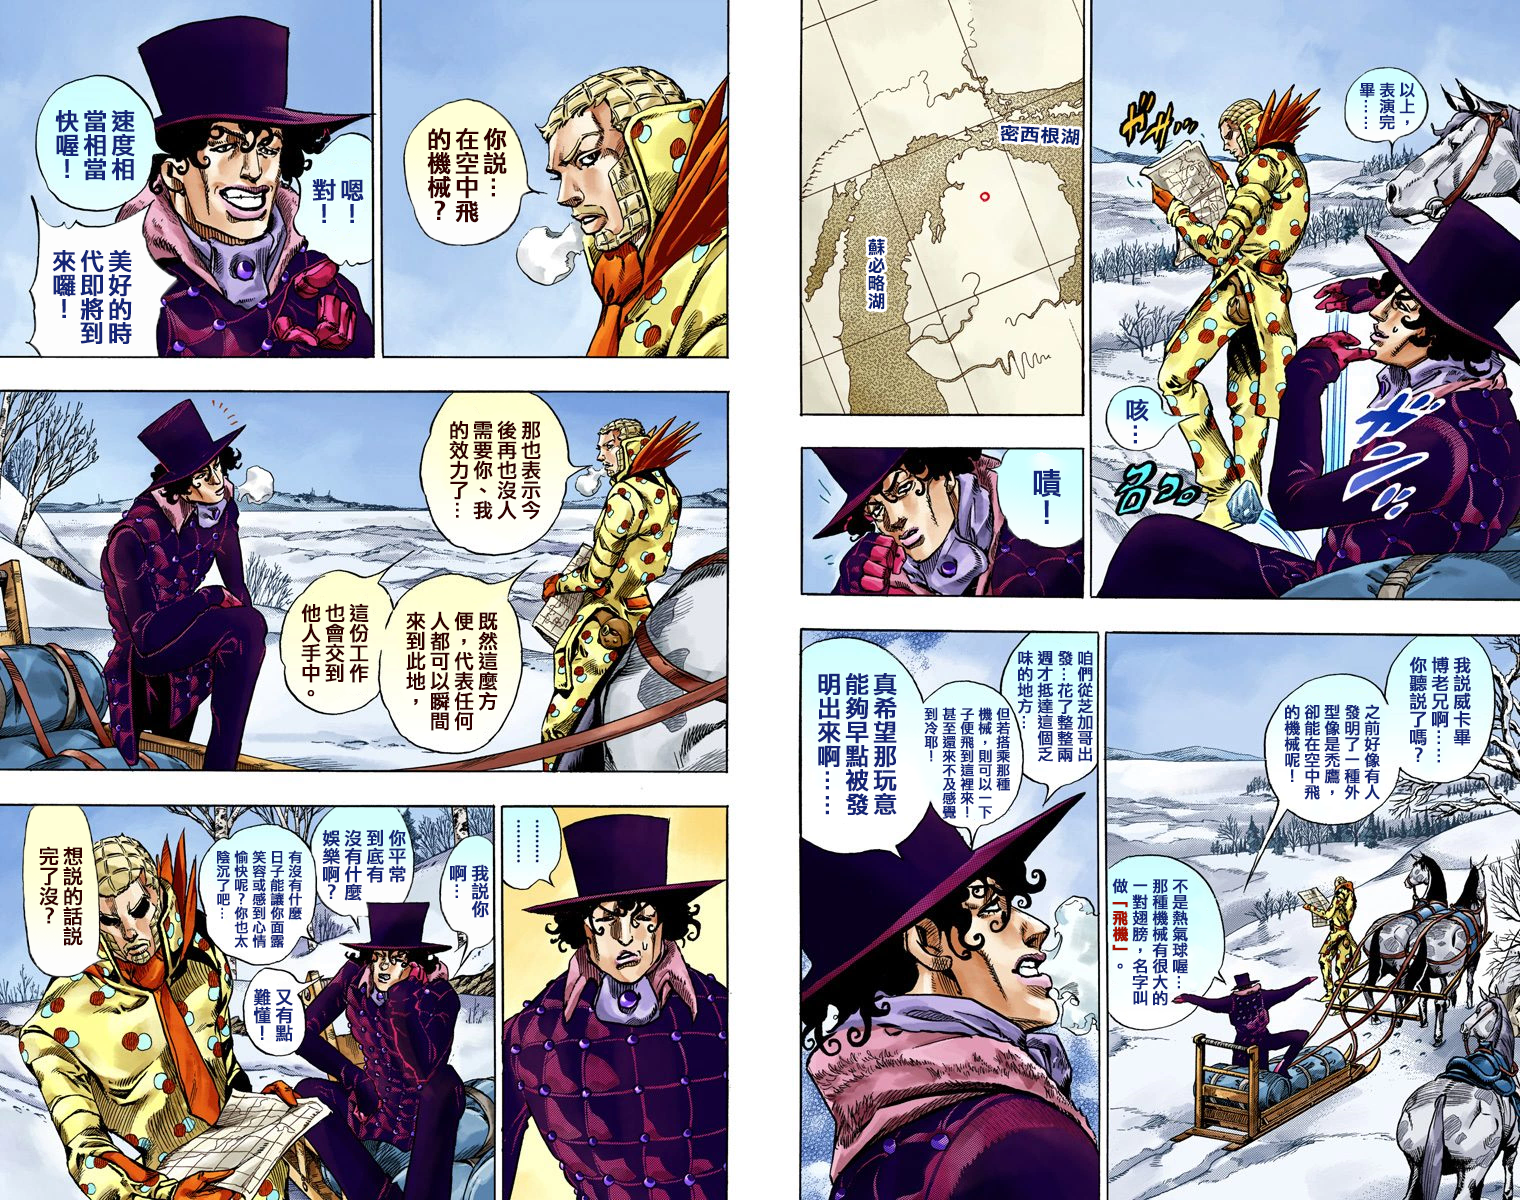 以上，
表演完
畢……
ザザ…
咳…
ガシッ
密西根湖
蘇必略湖
嘖！
我説威卡畢
博老兄啊……
你聽説了嗎？
之前好像有人
發明了一種外
型像是禿鷹，
卻能在空中飛
的機械呢！
不是熱氣球喔…
那種機械有很大的
一對翅膀，名字叫
做「飛機」。
咱們從芝加哥出
發…花了整整兩
週才抵達這個乏
味的地方…
但若搭乘那種
機械，則可以一下
子便飛到這裡來！
甚至還來不及感覺
到冷耶！
真希望那玩意
能夠早點被發
明出來啊……
你説…
在空中飛
的機械？
嗯！
對！
速度相
當相當
快喔！
美好的時
代即將到
來囉！
那也表示今
後再也沒人
需要你、我
的效力了…
既然這麼方
便，代表任何
人都可以瞬間
來到此地，
這份工作
也會交到
他人手中。
………
………
我説你
啊…
你平常
到底有
沒有什麼
娛樂啊？
有沒有什麼
日子能讓你面露
笑容或感到心情
愉快呢？你也太
陰沉了吧…
又有點
難懂！
想説的話説
完了沒？